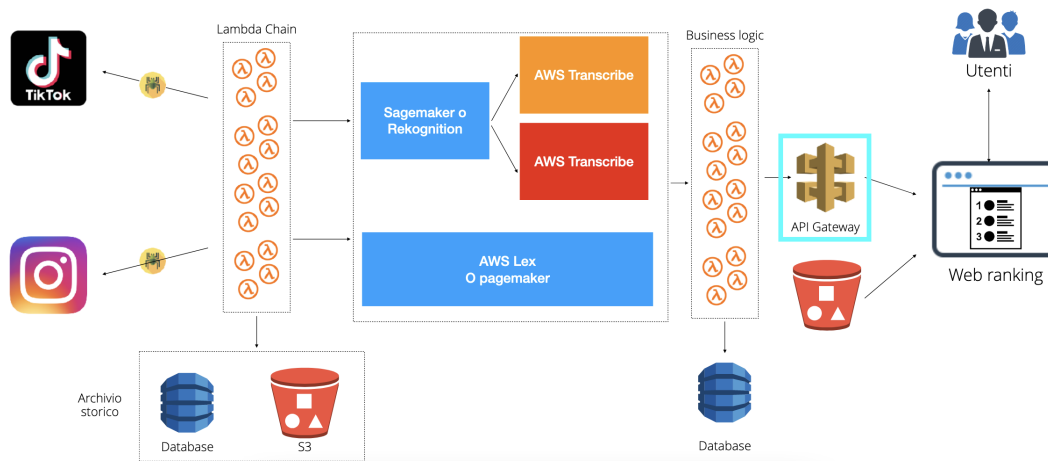 Lambda Chain
Business logic
TikTok
AWS Transcribe
Sagemaker o
Rekognition
AWS Transcribe
Utenti
API Gateway
1
2
3
AWS Lex
O pagemaker
Web ranking
Archivio
storico
Database
S3
Database